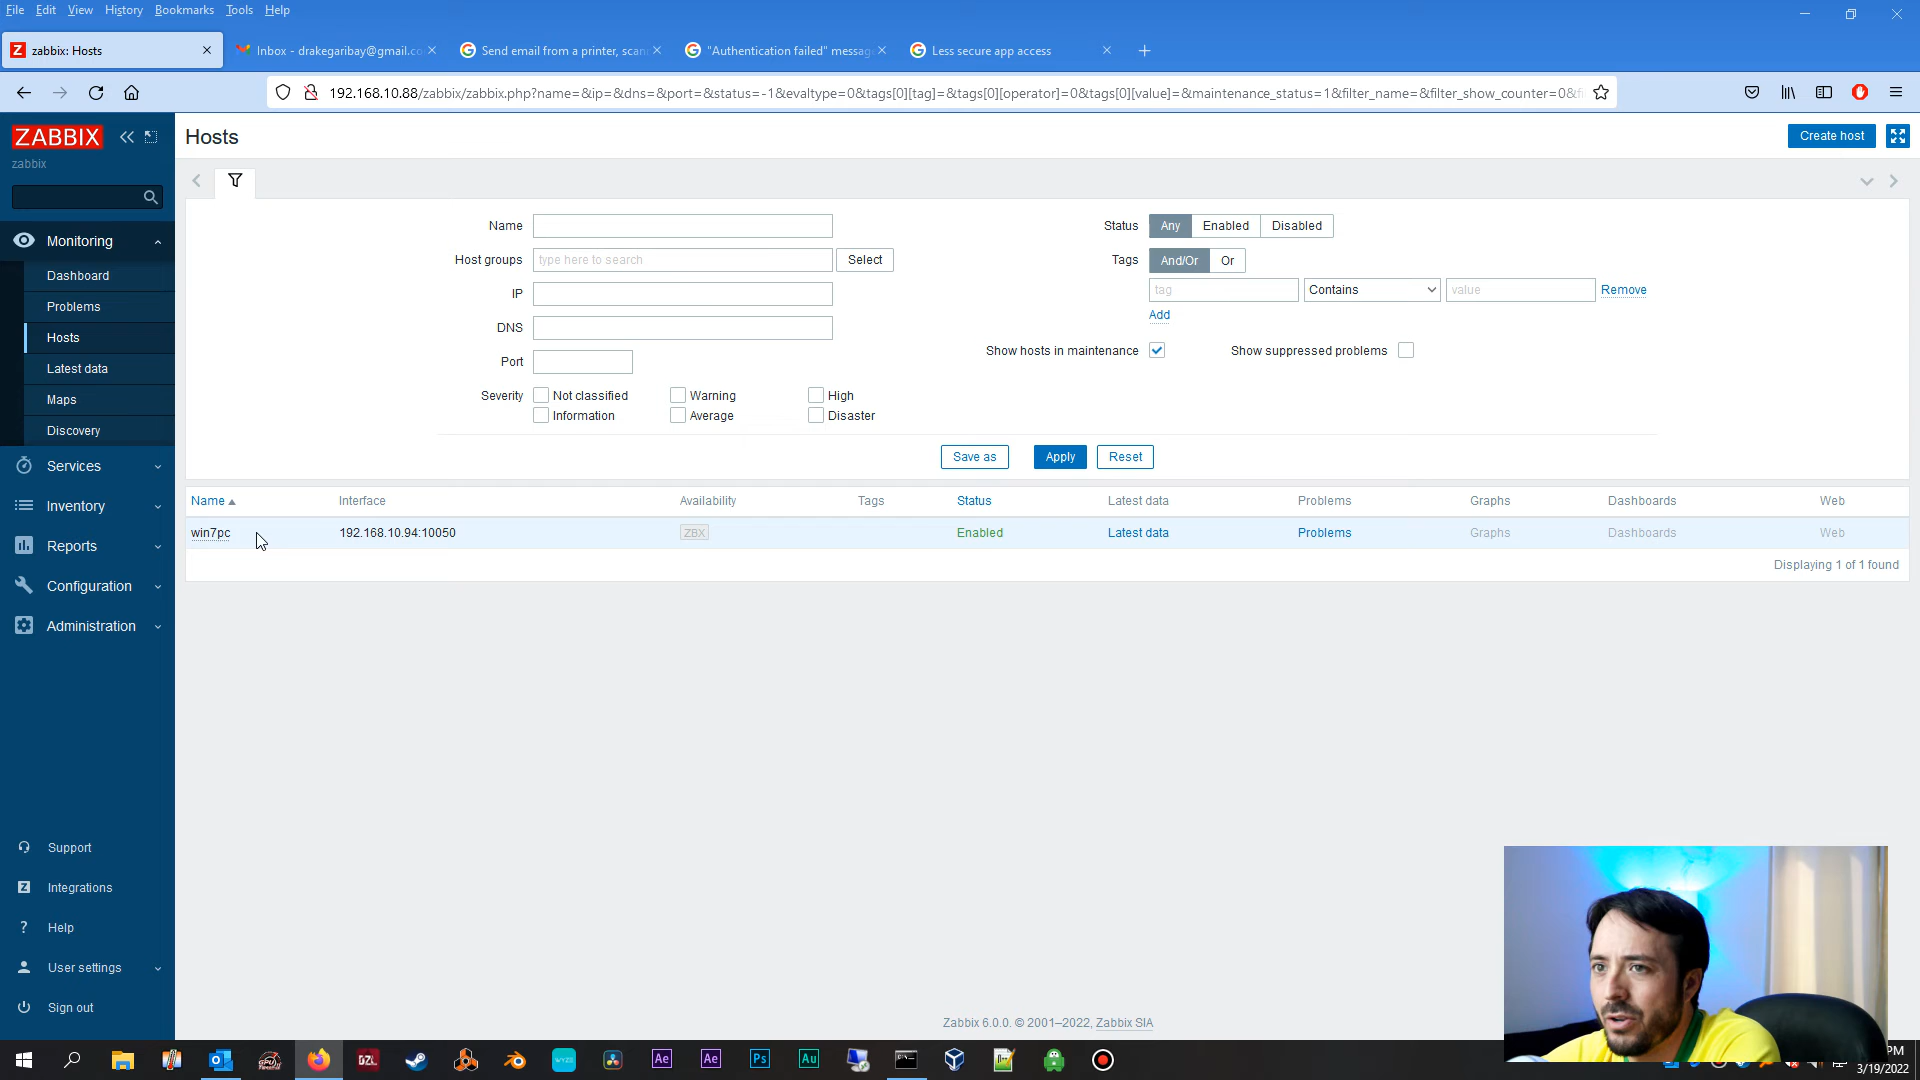 File Edit View History Bookmarks Tools Help
zabbix: Hosts
Inbox - drakegaribay@gmail.co
Send email from a printer, scan
"Authentication failed" messag
Less secure app access
192.168.10.88/zabbix/zabbix.php?name=&ip=&dns=&port=&status=-1&evaltype=0&tags[0][tag]=&tags[0][operator]=0&tags[0][value]=&maintenance_status=1&filter_name=&filter_show_counter=0&fi
ZABBIX
zabbix
Monitoring
Dashboard
Problems
Hosts
Latest data
Maps
Discovery
Services
Inventory
Reports
Configuration
Administration
Support
Integrations
Help
User settings
Sign out
Hosts
Create host
Name
Host groups type here to search Select
IP
DNS
Port
Severity Not classified Warning High
Information Average Disaster
Status Any Enabled Disabled
Tags And/Or Or
tag Contains value Remove
Add
Show hosts in maintenance Show suppressed problems
Save as Apply Reset
Name Interface Availability Tags Status Latest data Problems Graphs Dashboards Web
win7pc 192.168.10.94:10050 ZBX Enabled Latest data Problems Graphs Dashboards Web
Displaying 1 of 1 found
Zabbix 6.0.0. © 2001–2022, Zabbix SIA
DZL
WYZE
Ae
Ae
Ps
Au
PM
3/19/2022